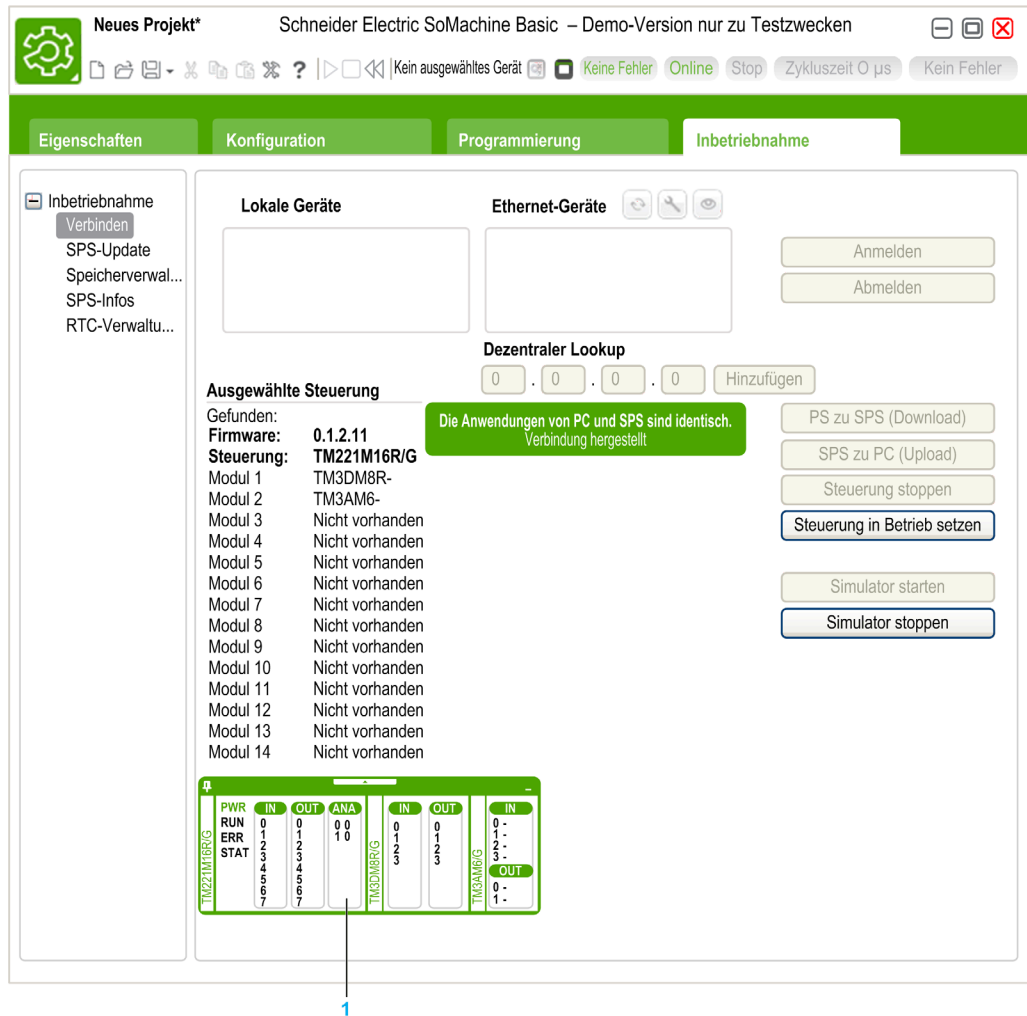 Neues Projekt*
Schneider Electric SoMachine Basic – Demo-Version nur zu Testzwecken
? Kein ausgewähltes Gerät Keine Fehler Online Stop Zykluszeit O µs Kein Fehler
Eigenschaften Konfiguration Programmierung Inbetriebnahme
Inbetriebnahme
Verbinden
SPS-Update
Speicherverwal...
SPS-Infos
RTC-Verwaltu...
Lokale Geräte
Ethernet-Geräte
Anmelden
Abmelden
Dezentraler Lookup
0 . 0 . 0 . 0 Hinzufügen
Ausgewählte Steuerung
Gefunden:
Firmware: 0.1.2.11
Steuerung: TM221M16R/G
Modul 1 TM3DM8R-
Modul 2 TM3AM6-
Modul 3 Nicht vorhanden
Modul 4 Nicht vorhanden
Modul 5 Nicht vorhanden
Modul 6 Nicht vorhanden
Modul 7 Nicht vorhanden
Modul 8 Nicht vorhanden
Modul 9 Nicht vorhanden
Modul 10 Nicht vorhanden
Modul 11 Nicht vorhanden
Modul 12 Nicht vorhanden
Modul 13 Nicht vorhanden
Modul 14 Nicht vorhanden
Die Anwendungen von PC und SPS sind identisch.
Verbindung hergestellt
PS zu SPS (Download)
SPS zu PC (Upload)
Steuerung stoppen
Steuerung in Betrieb setzen
Simulator starten
Simulator stoppen
TM221M16R/G
PWR
RUN
ERR
STAT
IN
0
1
2
3
4
5
6
7
OUT
0
1
2
3
4
5
6
7
ANA
0 0
1 0
TM3DM8R/G
IN
0
1
2
3
OUT
0
1
2
3
TM3AM6/G
IN
0 -
1 -
2 -
3 -
OUT
0 -
1 -
1